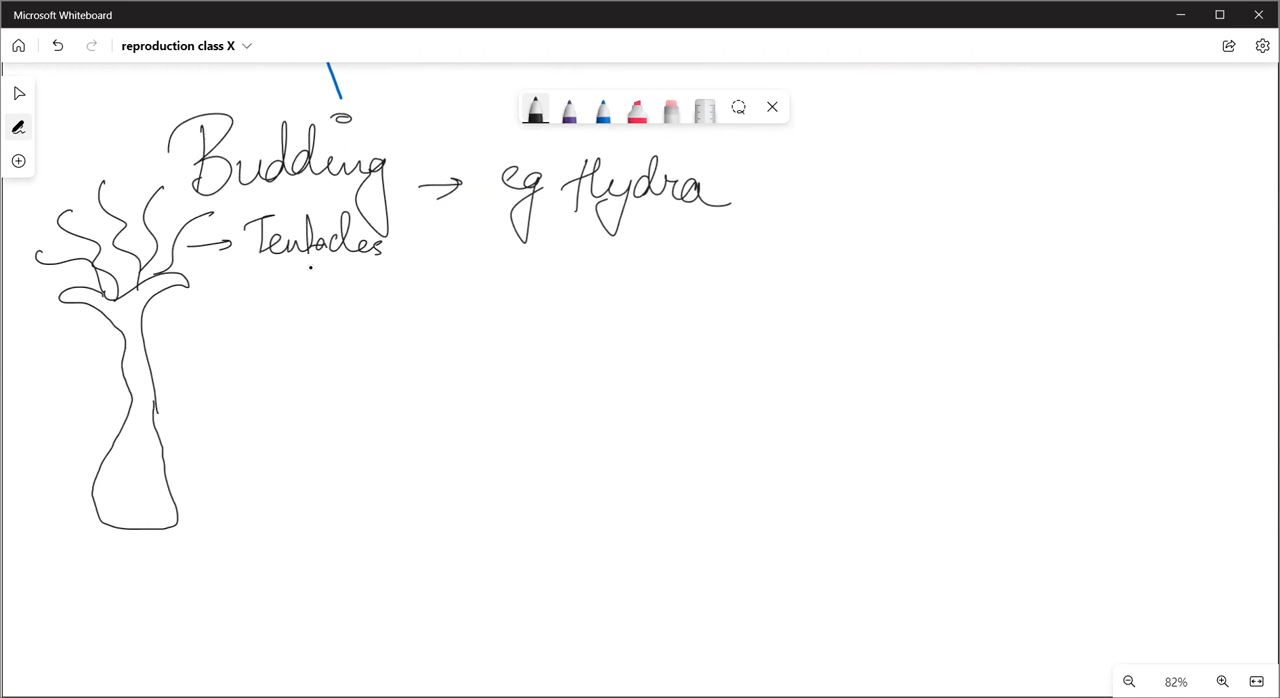 Microsoft Whiteboard
reproduction class X
Budding → eg Hydra
→ Tentacles
82%